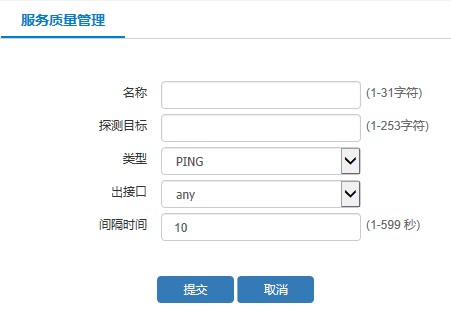 服务质量管理
名称 (1-31字符)
探测目标 (1-253字符)
类型 PING
出接口 any
间隔时间 10 (1-599 秒)
提交 取消